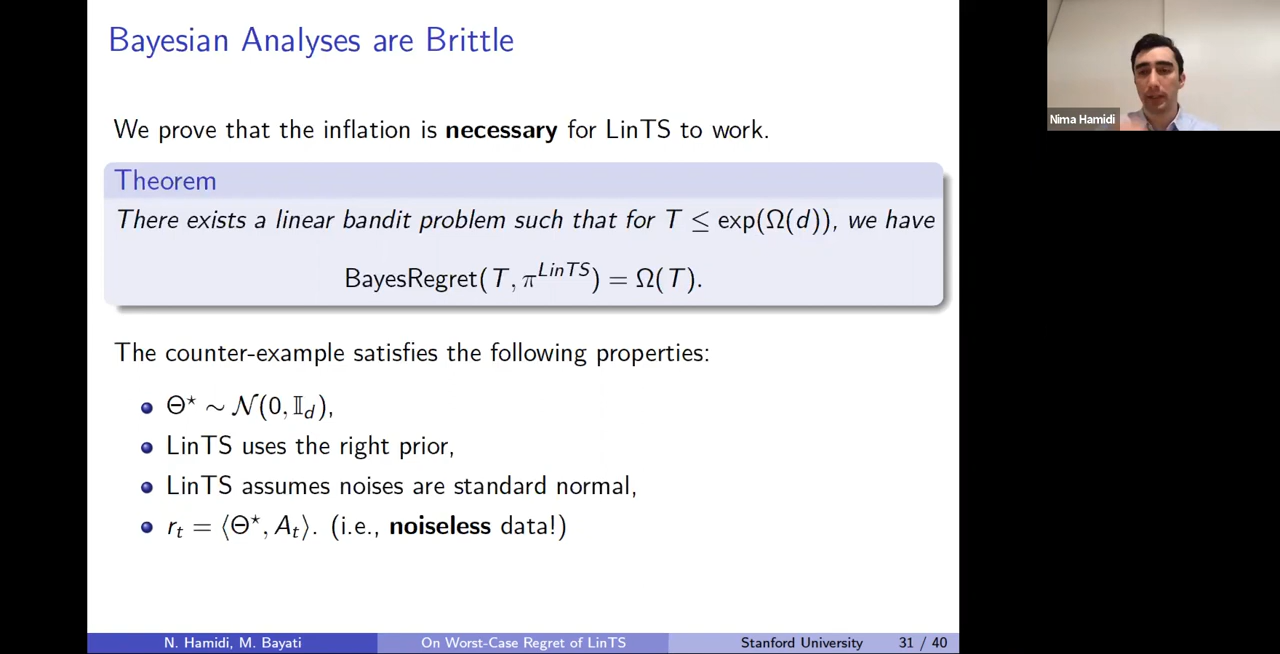 Bayesian Analyses are Brittle
We prove that the inflation is necessary for LinTS to work.
Theorem
There exists a linear bandit problem such that for T ≤ exp(Ω(d)), we have
BayesRegret(T, π^LinTS) = Ω(T).
The counter-example satisfies the following properties:
Θ⋆ ∼ 𝒩(0, 𝕀_d),
LinTS uses the right prior,
LinTS assumes noises are standard normal,
r_t = ⟨Θ⋆, A_t⟩. (i.e., noiseless data!)
N. Hamidi, M. Bayati On Worst-Case Regret of LinTS Stanford University 31 / 40
Nima Hamidi